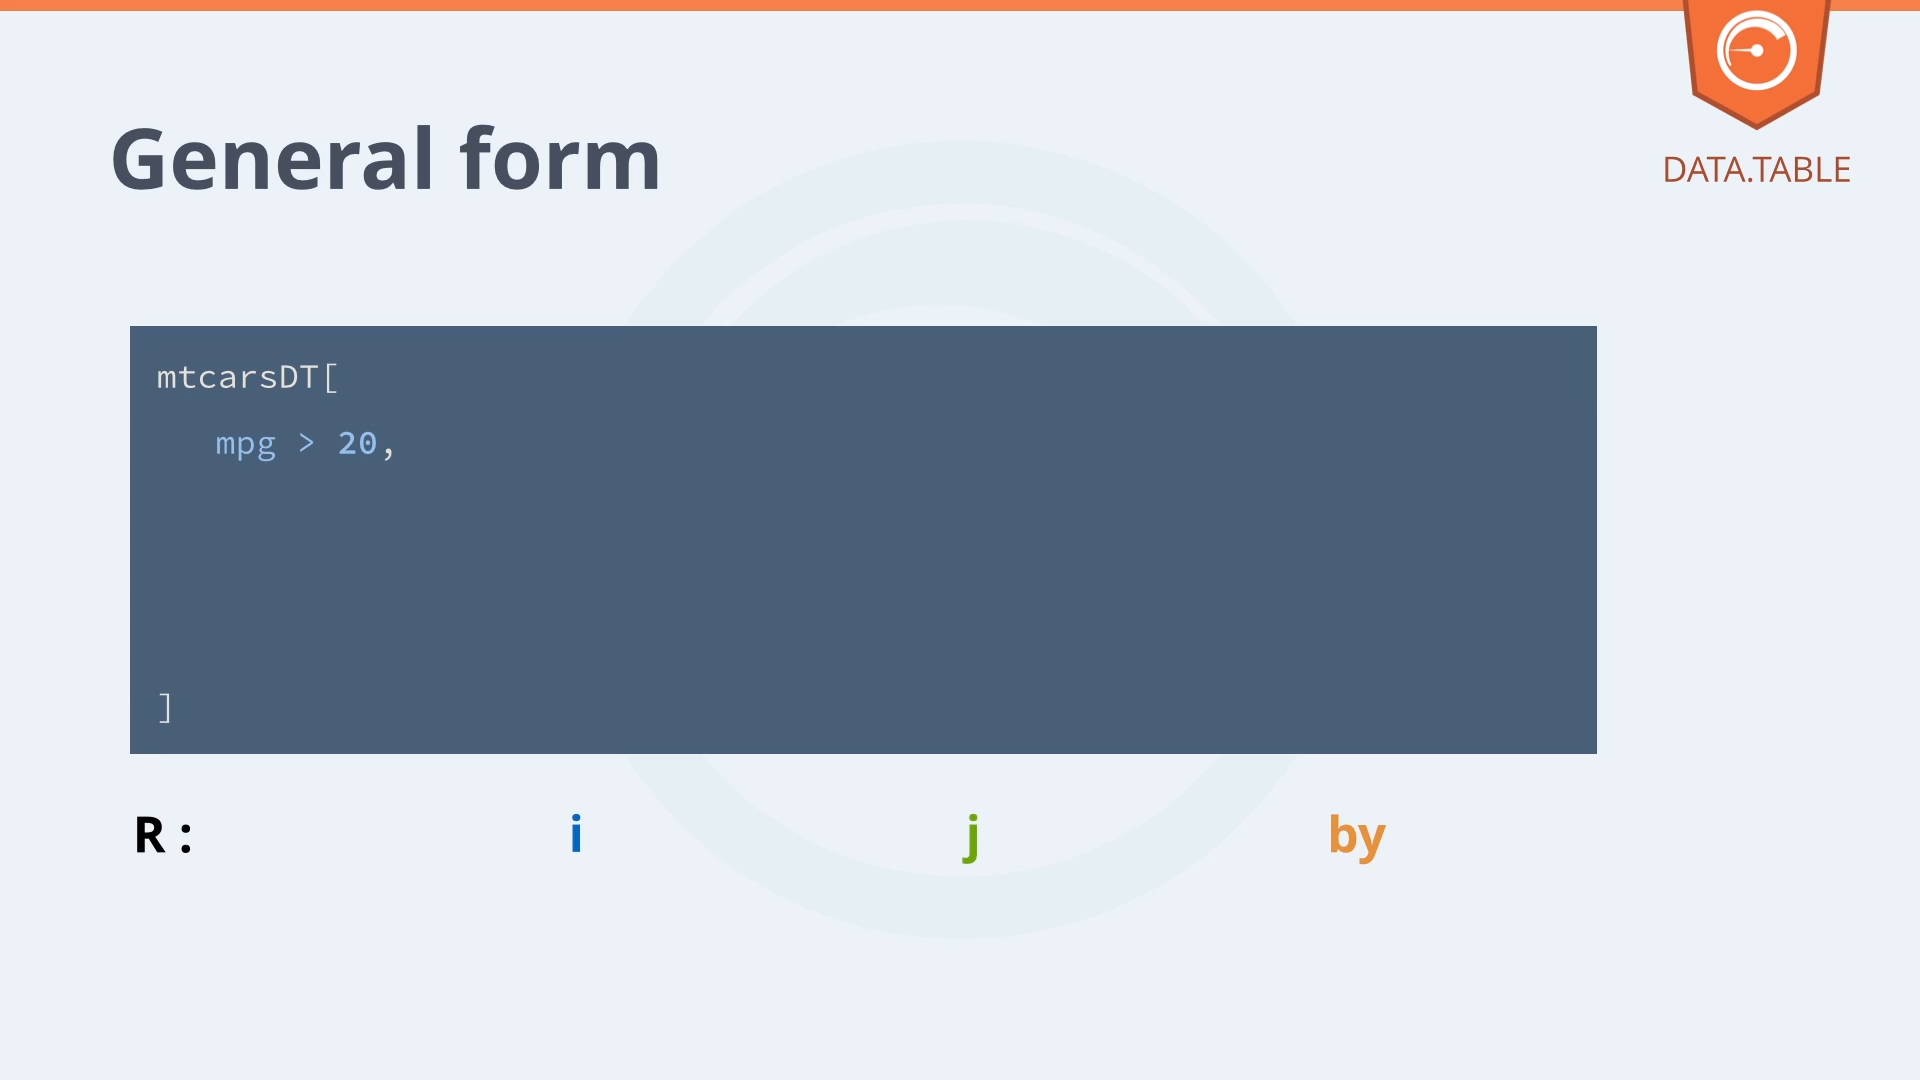 General form
DATA.TABLE
mtcarsDT[
mpg > 20,
]
R : i j by